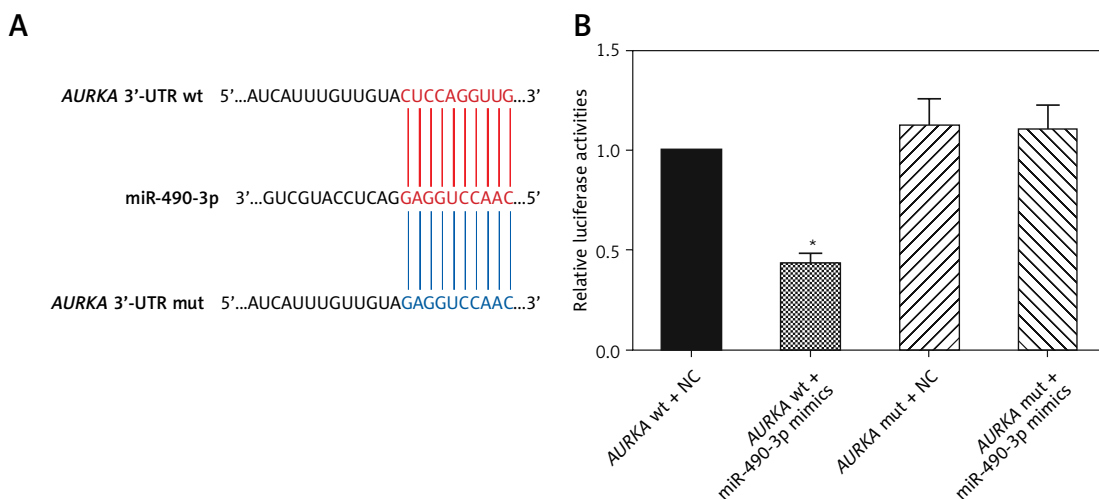 A
AURKA 3’-UTR wt 5’...AUCAUUUGUUGUACUCCAGGUUG...3’
miR-490-3p 3’...GUCGUACCUCAGGAGGUCCAAC...5’
AURKA 3’-UTR mut 5’...AUCAUUUGUUGUAGAGGUCCAAC...3’
B
Relative luciferase activities
1.5
1.0
0.5
0.0
*
AURKA wt + NC
AURKA wt +
miR-490-3p mimics
AURKA mut + NC
AURKA mut +
miR-490-3p mimics